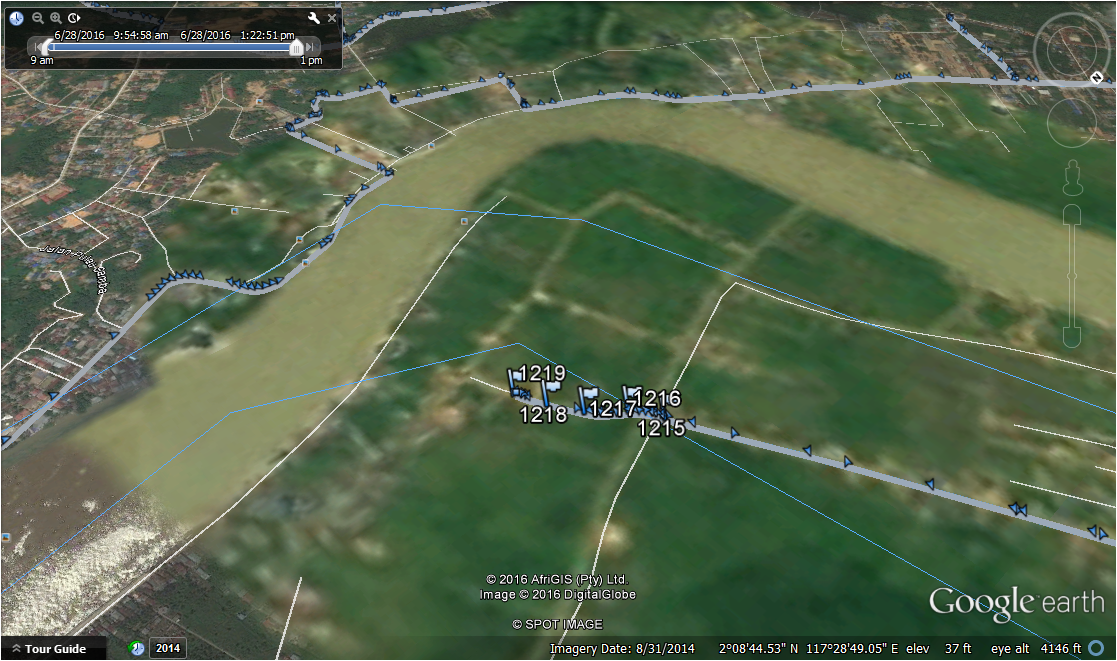 6/28/2016 9:54:58 am 6/28/2016 1:22:51 pm
9 am 1 pm
1219
1218
1217
1216
1215
© 2016 AfriGIS (Pty) Ltd.
Image © 2016 DigitalGlobe
© SPOT IMAGE
Google earth
Tour Guide
2014
Imagery Date: 8/31/2014 2°08'44.53" N 117°28'49.05" E elev 37 ft eye alt 4146 ft